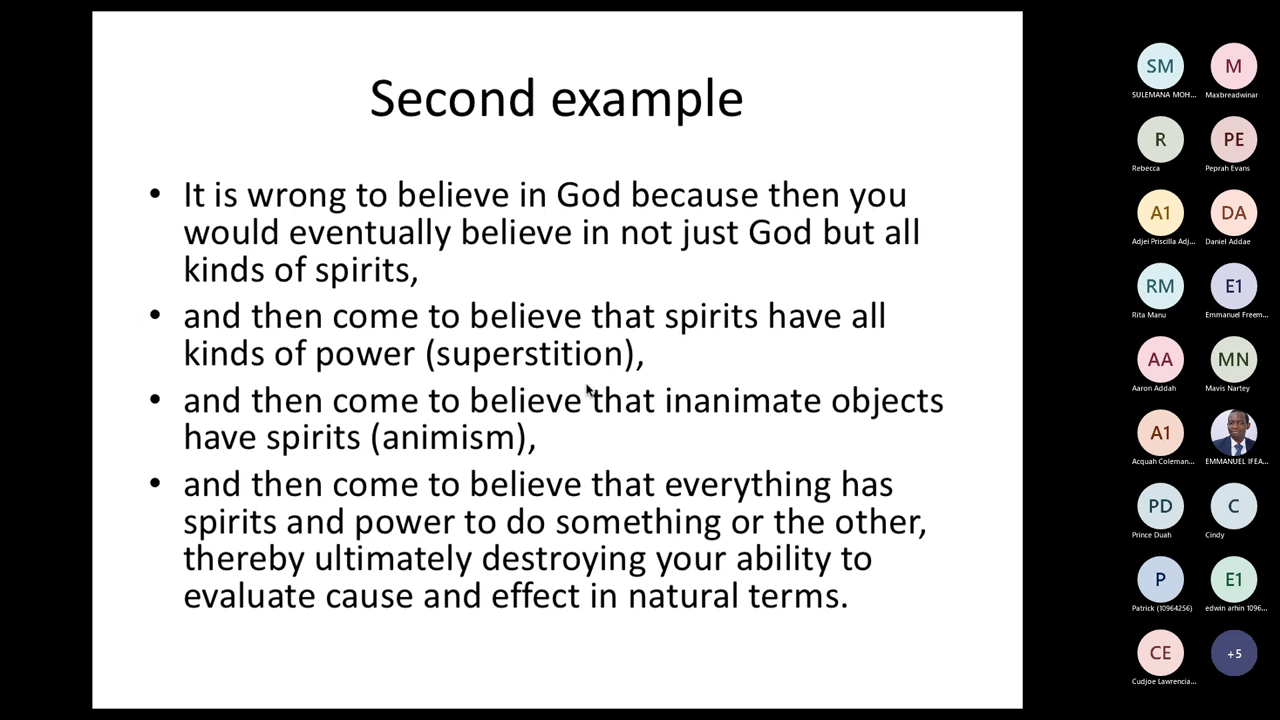 Second example
• It is wrong to believe in God because then you
would eventually believe in not just God but all
kinds of spirits,
• and then come to believe that spirits have all
kinds of power (superstition),
• and then come to believe that inanimate objects
have spirits (animism),
• and then come to believe that everything has
spirits and power to do something or the other,
thereby ultimately destroying your ability to
evaluate cause and effect in natural terms.
SM M
SULEMANA MOH... Maxbreadwinar
R PE
Rebecca Peprah Evans
A1 DA
Adjei Priscilla Adj... Daniel Addae
RM E1
Rita Manu Emmanuel Freem...
AA MN
Aaron Addah Mavis Nartey
A1
Acquah Coleman... EMMANUEL IFEA...
PD C
Prince Duah Cindy
P E1
Patrick (10964256) edwin arhin 1096...
CE +5
Cudjoe Lawrencia...